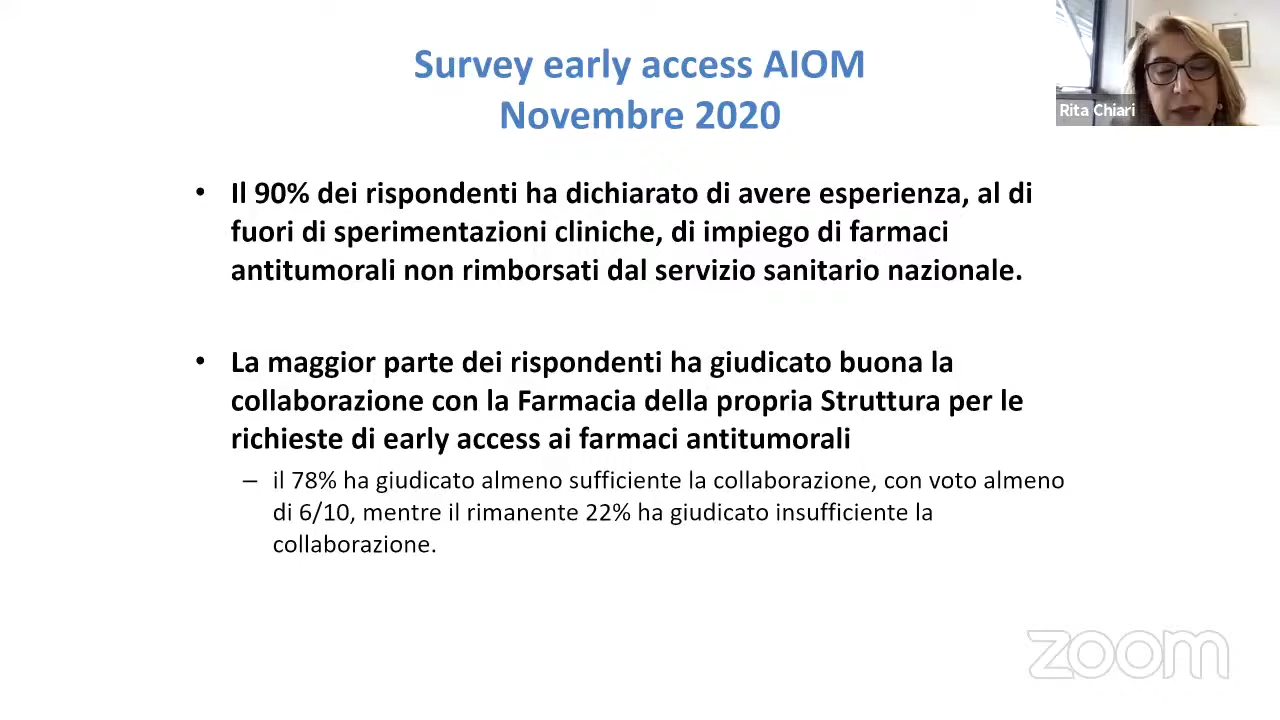 Survey early access AIOM
Novembre 2020
Rita Chiari
• Il 90% dei rispondenti ha dichiarato di avere esperienza, al di
fuori di sperimentazioni cliniche, di impiego di farmaci
antitumorali non rimborsati dal servizio sanitario nazionale.
• La maggior parte dei rispondenti ha giudicato buona la
collaborazione con la Farmacia della propria Struttura per le
richieste di early access ai farmaci antitumorali
– il 78% ha giudicato almeno sufficiente la collaborazione, con voto almeno
di 6/10, mentre il rimanente 22% ha giudicato insufficiente la
collaborazione.
zoom